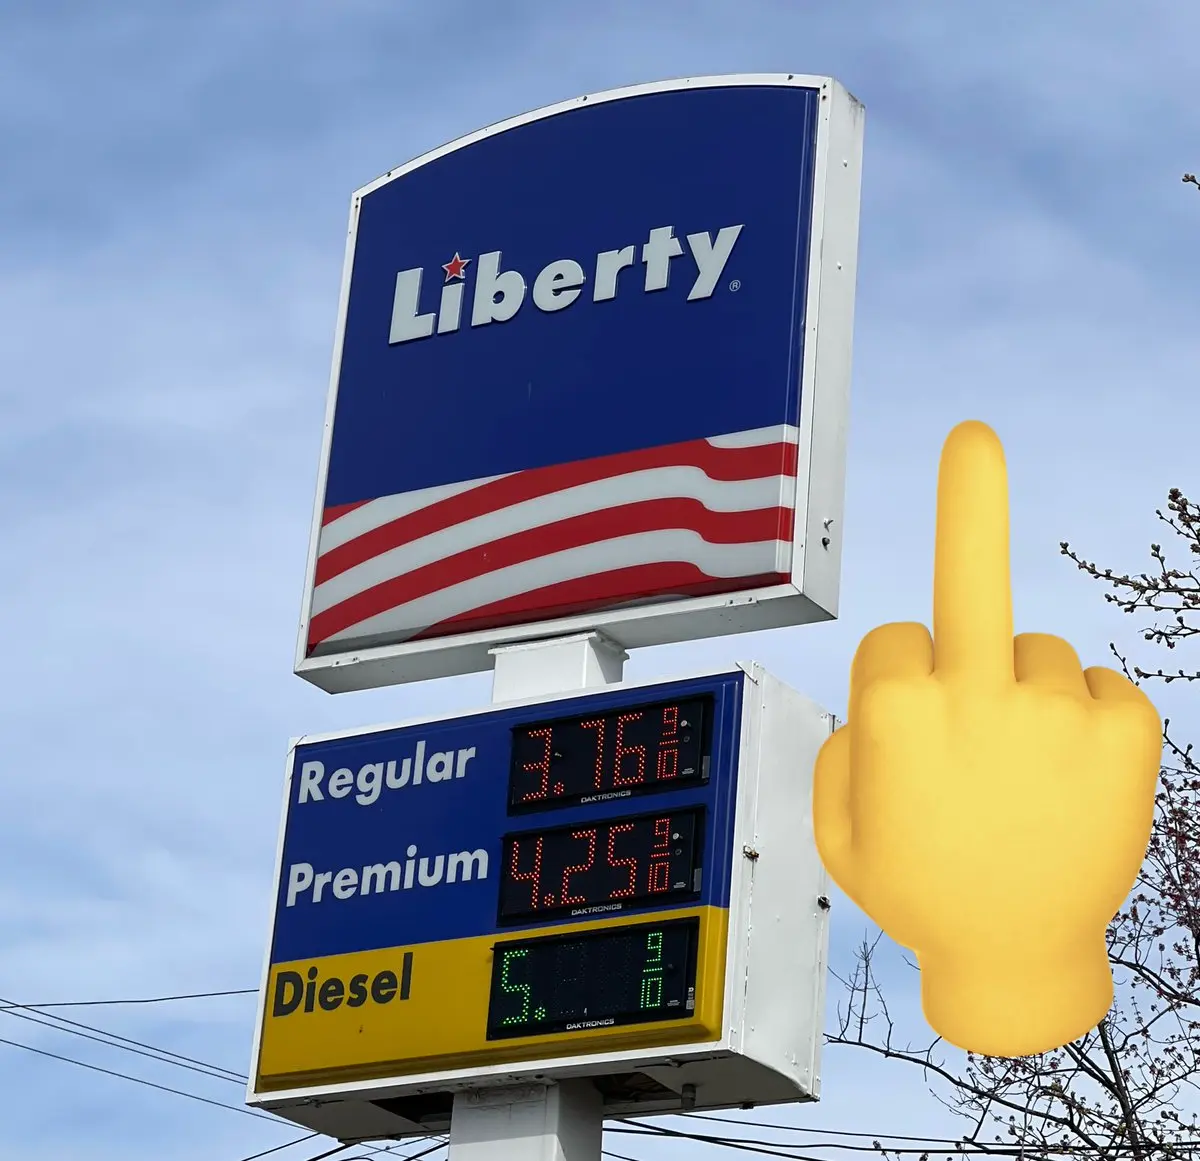 Liberty®
Regular 3.76 9/10
DAKTRONICS
Premium 4.25 9/10
DAKTRONICS
Diesel 5. 9/10
DAKTRONICS